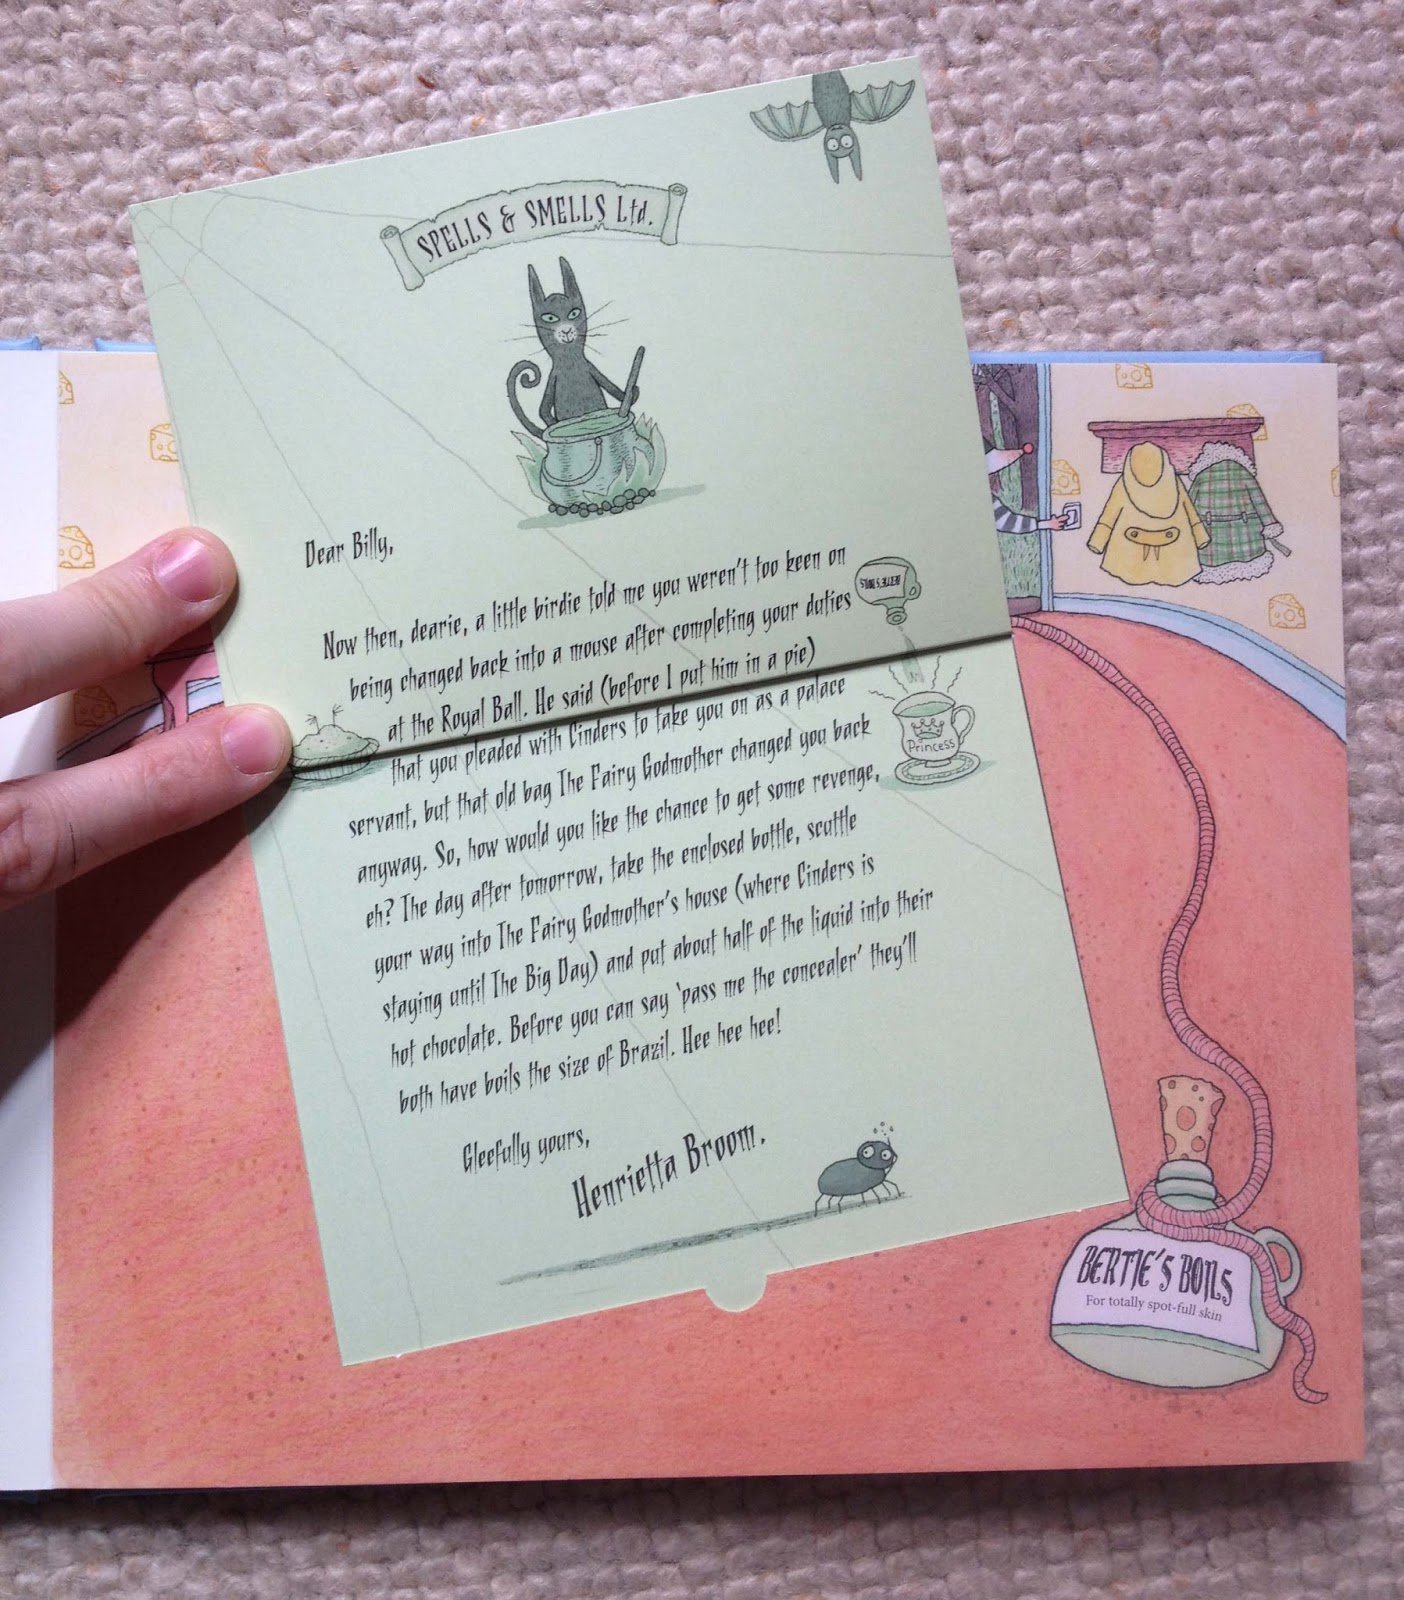 SPELLS & SMELLS Ltd.
Dear Billy,
Now then, dearie, a little birdie told me you weren't too keen on
being changed back into a mouse after completing your duties
at the Royal Ball. He said (before I put him in a pie)
that you pleaded with Cinders to take you on as a palace
servant, but that old bag The Fairy Godmother changed you back
anyway. So, how would you like the chance to get some revenge,
eh? The day after tomorrow, take the enclosed bottle, scuttle
your way into The Fairy Godmother's house (where Cinders is
staying until The Big Day) and put about half of the liquid into their
hot chocolate. Before you can say 'pass me the concealer' they'll
both have boils the size of Brazil. Hee hee hee!
Gleefully yours,
Henrietta Broom.
BERTIE'S BOILS
Princess
BERTIE'S BOILS
For totally spot-full skin